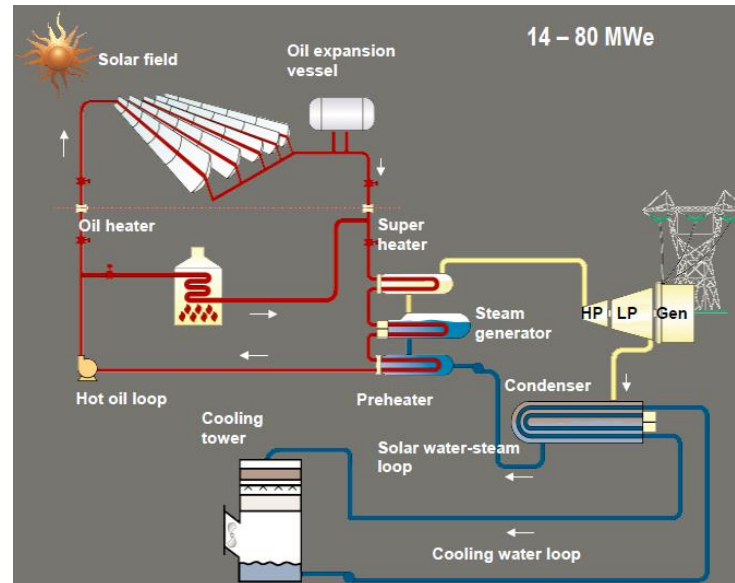 14 – 80 MWe
Oil expansion
vessel
Solar field
Oil heater
Super
heater
Steam
generator
HP
LP
Gen
Hot oil loop
Preheater
Condenser
Cooling
tower
Solar water-steam
loop
Cooling water loop